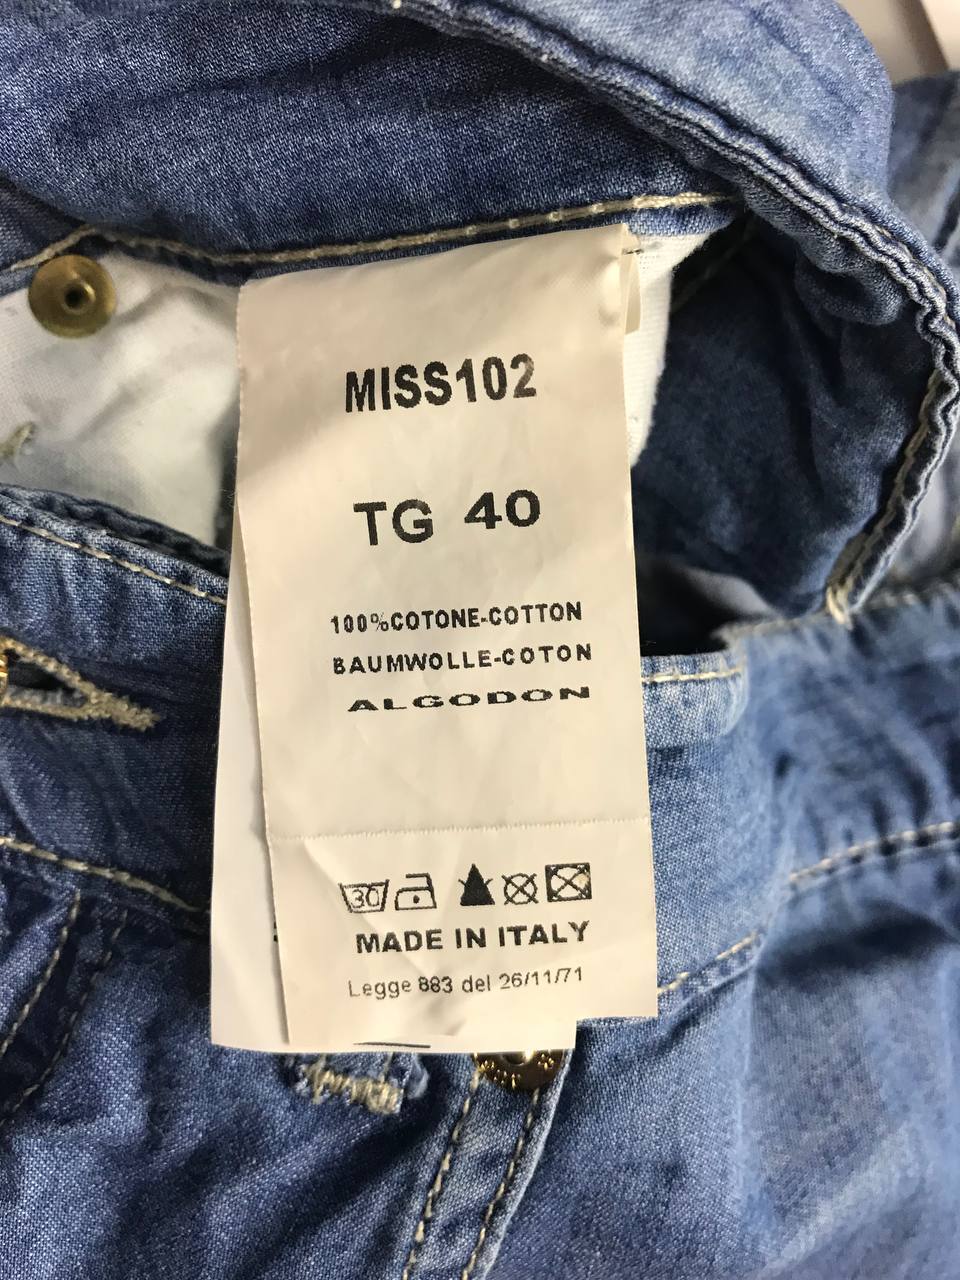 MISS102
TG 40
100%COTONE-COTTON
BAUMWOLLE-COTON
ALGODON
30
MADE IN ITALY
Legge 883 del 26/11/71